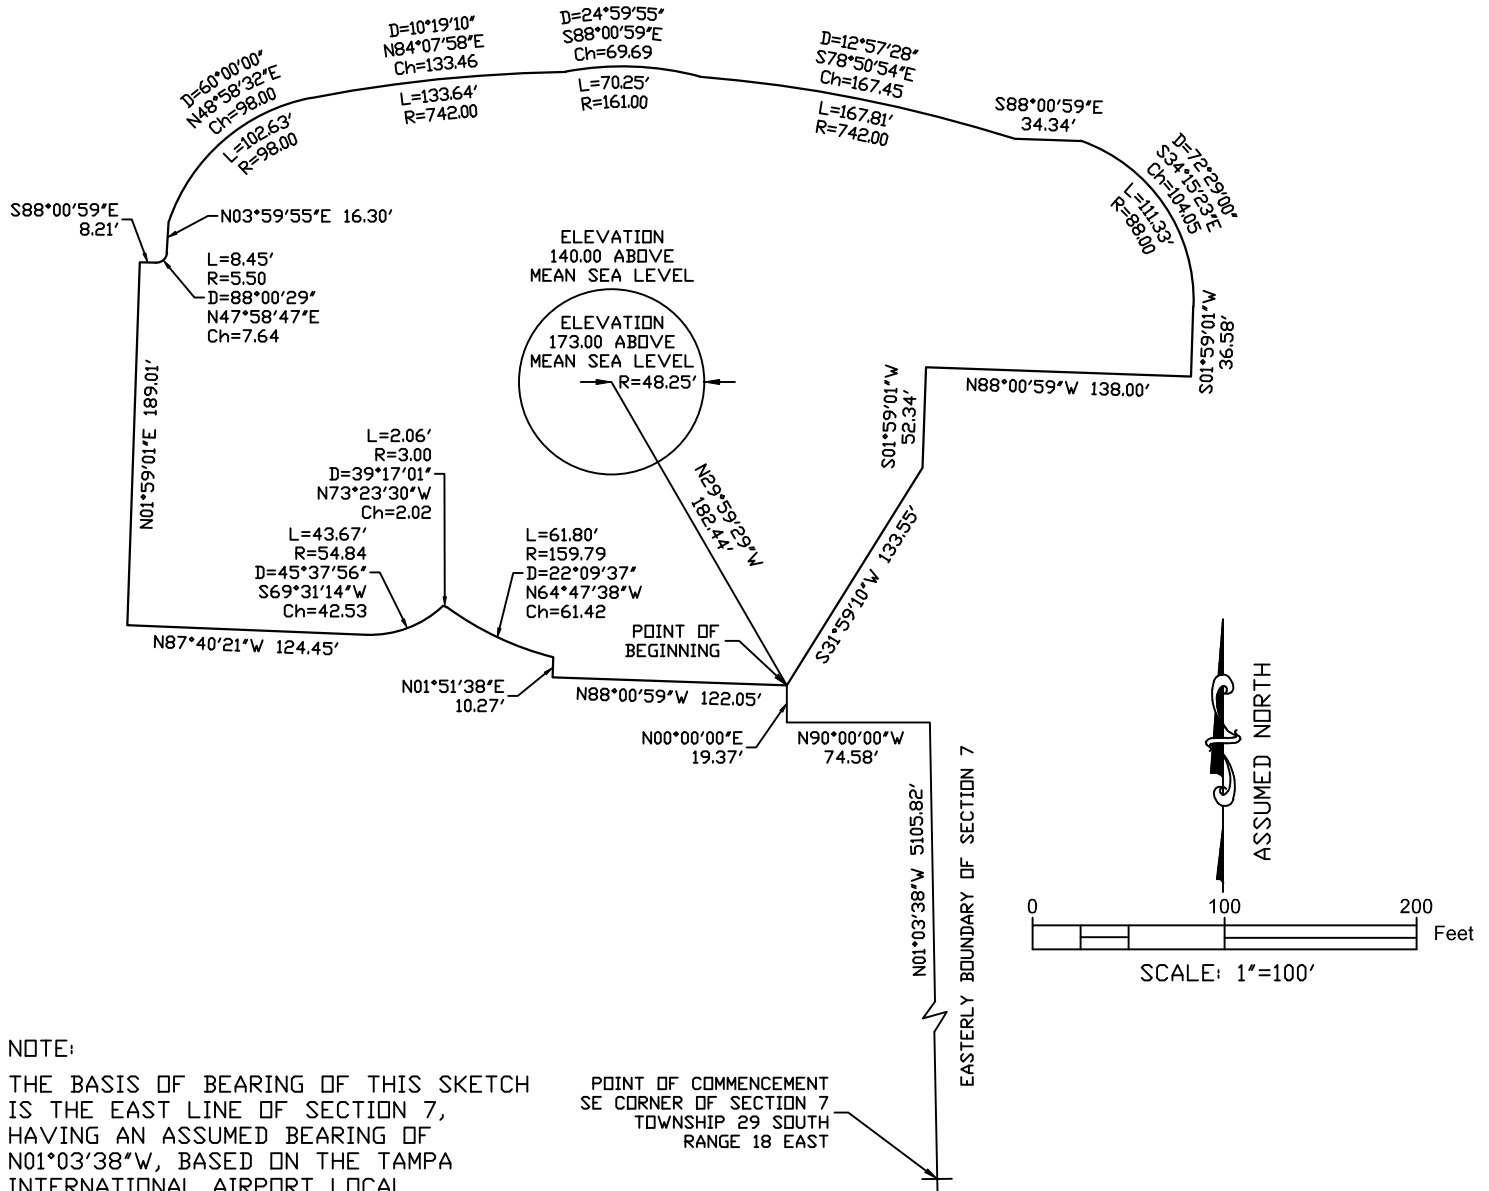 D=60°00'00"
N48°58'32"E
Ch=98.00
L=102.63'
R=98.00
D=10°19'10"
N84°07'58"E
Ch=133.46
L=133.64'
R=742.00
D=24°59'55"
S88°00'59"E
Ch=69.69
L=70.25'
R=161.00
D=12°57'28"
S78°50'54"E
Ch=167.45
L=167.81'
R=742.00
S88°00'59"E
34.34'
D=72°29'00"
S34°15'23"E
Ch=104.05
L=111.33'
R=88.00
S88°00'59"E
8.21'
N03°59'55"E 16.30'
L=8.45'
R=5.50
D=88°00'29"
N47°58'47"E
Ch=7.64
ELEVATION
140.00 ABOVE
MEAN SEA LEVEL
ELEVATION
173.00 ABOVE
MEAN SEA LEVEL
R=48.25'
S01°59'01"W
36.58'
N88°00'59"W 138.00'
S01°59'01"W
52.34'
N01°59'01"E 189.01'
L=2.06'
R=3.00
D=39°17'01"
N73°23'30"W
Ch=2.02
N29°59'29"W
182.44'
L=43.67'
R=54.84
D=45°37'56"
S69°31'14"W
Ch=42.53
L=61.80'
R=159.79
D=22°09'37"
N64°47'38"W
Ch=61.42
S31°59'10"W 133.55'
POINT OF
BEGINNING
N87°40'21"W 124.45'
N01°51'38"E
10.27'
N88°00'59"W 122.05'
N00°00'00"E
19.37'
N90°00'00"W
74.58'
N01°03'38"W 5105.82'
EASTERLY BOUNDARY OF SECTION 7
ASSUMED NORTH
0 100 200
Feet
SCALE: 1"=100'
NOTE:
THE BASIS OF BEARING OF THIS SKETCH
IS THE EAST LINE OF SECTION 7,
HAVING AN ASSUMED BEARING OF
N01°03'38"W, BASED ON THE TAMPA
INTERNATIONAL AIRPORT LOCAL
POINT OF COMMENCEMENT
SE CORNER OF SECTION 7
TOWNSHIP 29 SOUTH
RANGE 18 EAST